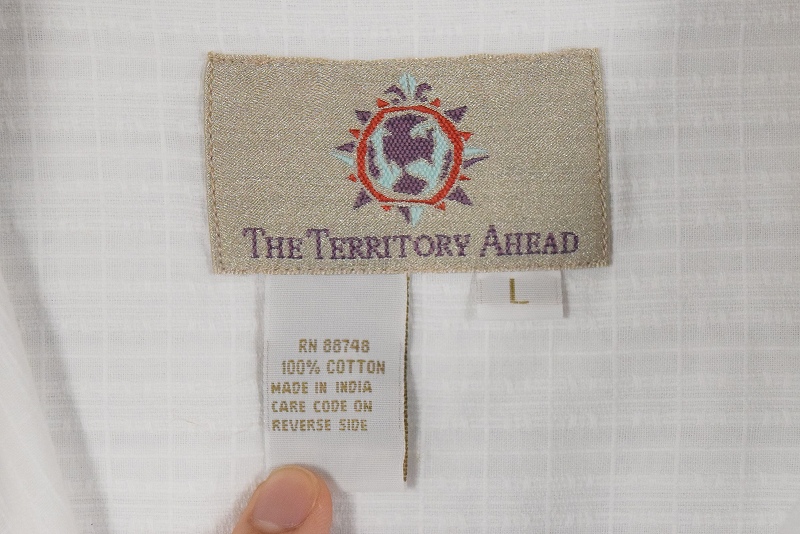 THE TERRITORY AHEAD
L
RN 88748
100% COTTON
MADE IN INDIA
CARE CODE ON
REVERSE SIDE